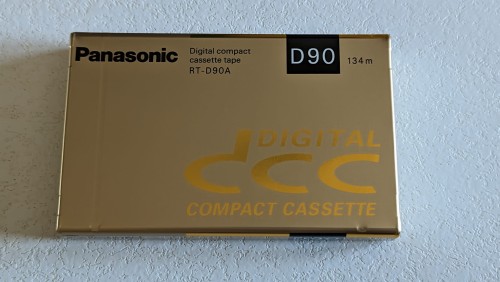 Panasonic
Digital compact
cassette tape
RT-D90A
D90
134 m
DIGITAL
dcc
COMPACT CASSETTE